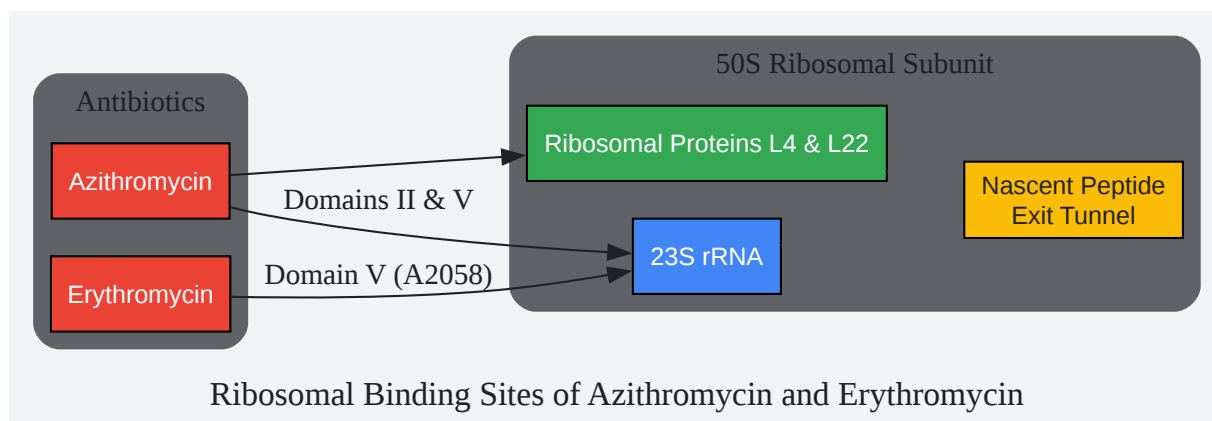 50S Ribosomal Subunit
Antibiotics
Ribosomal Proteins L4 & L22
Azithromycin
Domains II & V
Nascent Peptide
Exit Tunnel
23S rRNA
Erythromycin
Domain V (A2058)
Ribosomal Binding Sites of Azithromycin and Erythromycin